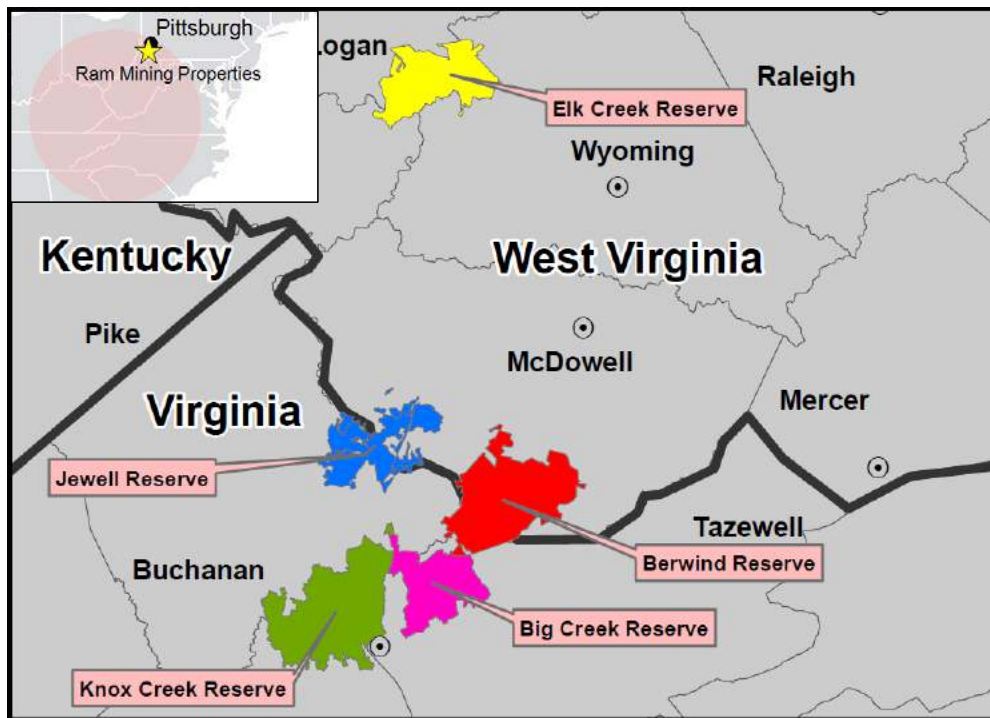 Pittsburgh
Ram Mining Properties
Logan
Raleigh
Elk Creek Reserve
Wyoming
Kentucky
West Virginia
Pike
McDowell
Mercer
Virginia
Jewell Reserve
Tazewell
Buchanan
Berwind Reserve
Big Creek Reserve
Knox Creek Reserve